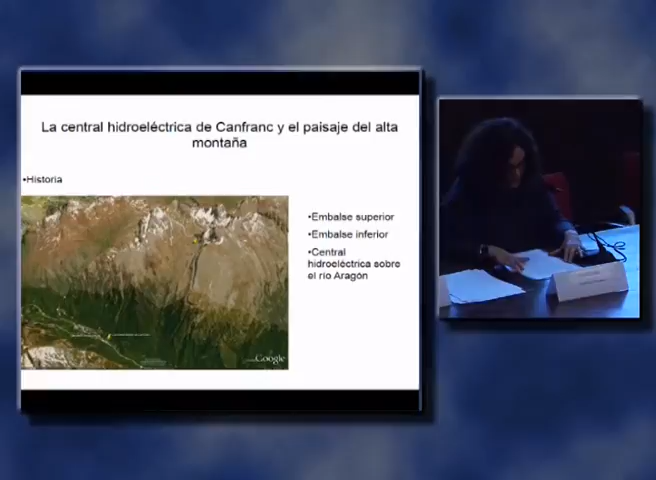 La central hidroeléctrica de Canfranc y el paisaje del alta
montaña
•Historia
•Embalse superior
•Embalse inferior
•Central
hidroeléctrica sobre
el río Aragón
Google